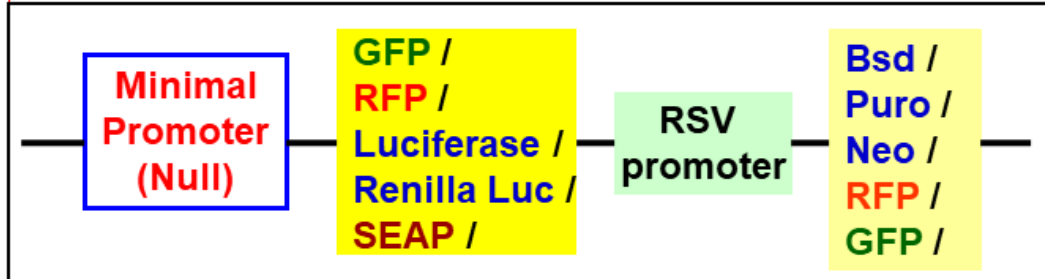 Minimal
Promoter
(Null)
GFP /
RFP /
Luciferase /
Renilla Luc /
SEAP /
RSV
promoter
Bsd /
Puro /
Neo /
RFP /
GFP /